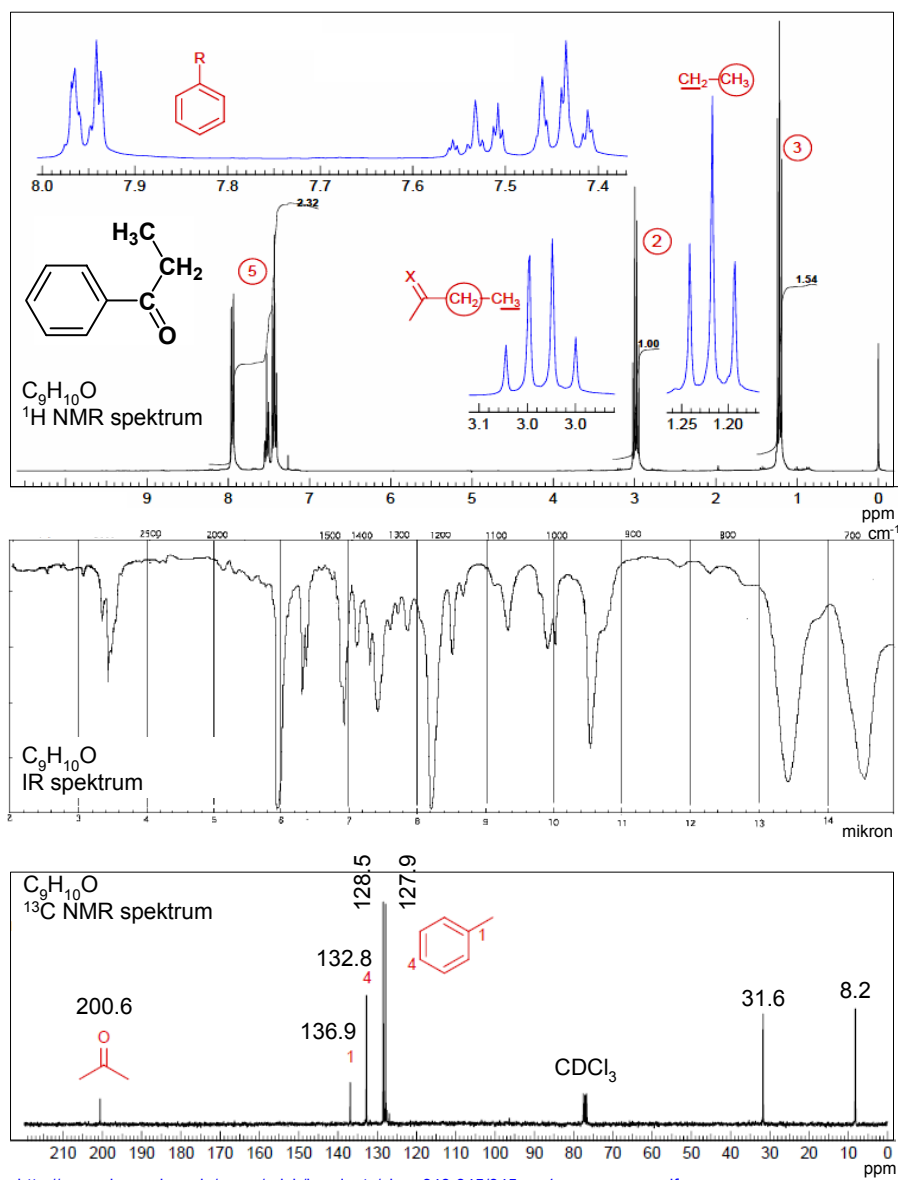 R
CH₂–CH₃
8.0 7.9 7.8 7.7 7.6 7.5 7.4
3
2.32
H₃C
CH₂
5
2
X
CH₂–CH₃
C
O
1.54
1.00
C₉H₁₀O
¹H NMR spektrum
3.1 3.0 3.0
1.25 1.20
9 8 7 6 5 4 3 2 1 0
ppm
2500 2000 1500 1400 1300 1200 1100 1000 900 800 700 cm⁻¹
C₉H₁₀O
IR spektrum
2 3 4 5 6 7 8 9 10 11 12 13 14
mikron
C₉H₁₀O
¹³C NMR spektrum
128.5
127.9
132.8
4
1
4
200.6
O
136.9
1
31.6
8.2
CDCl₃
210 200 190 180 170 160 150 140 130 120 110 100 90 80 70 60 50 40 30 20 10 0
ppm